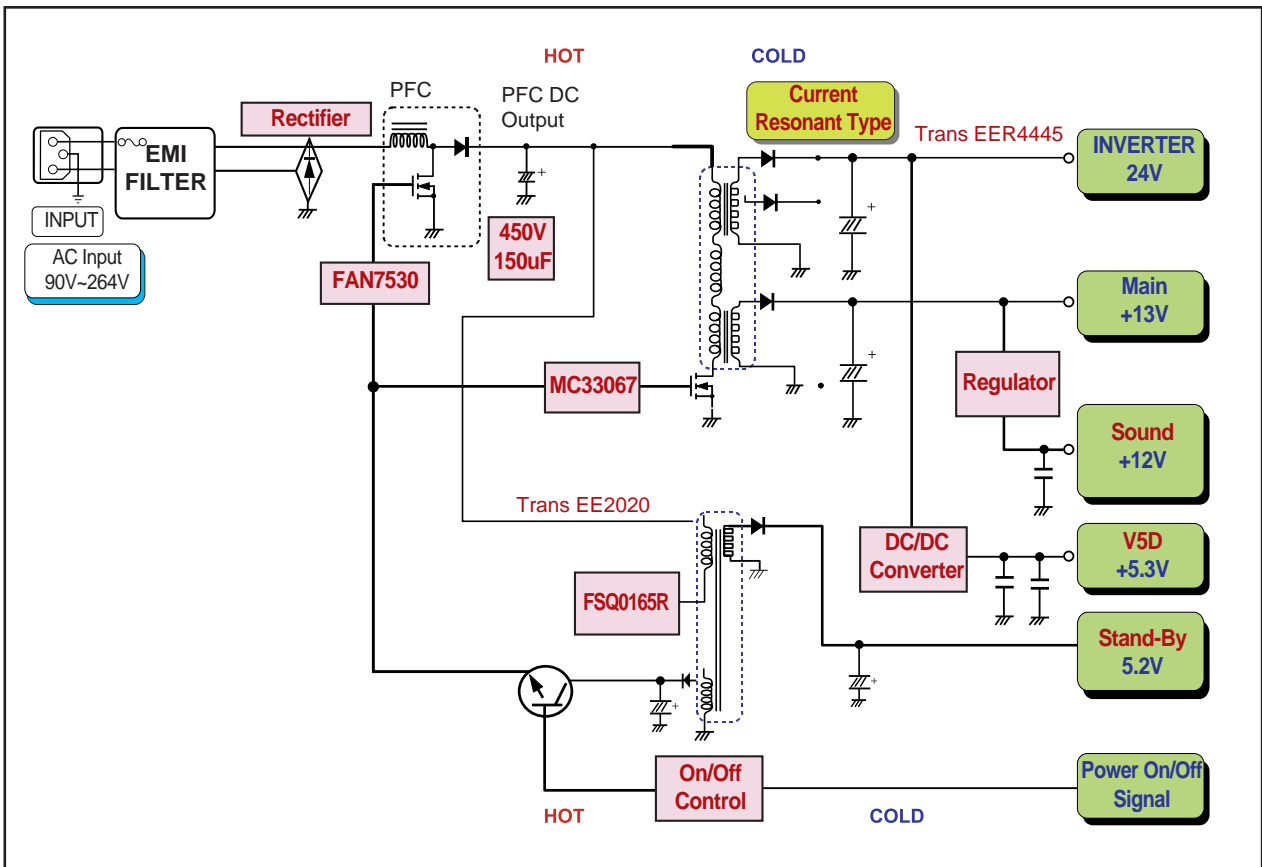 HOT
COLD
PFC
PFC DC
Output
Rectifier
Current
Resonant Type
Trans EER4445
INVERTER
24V
EMI
FILTER
INPUT
AC Input
90V~264V
450V
150uF
FAN7530
+
+
+
Main
+13V
MC33067
Regulator
Sound
+12V
Trans EE2020
DC/DC
Converter
V5D
+5.3V
FSQ0165R
Stand-By
5.2V
+
+
On/Off
Control
Power On/Off
Signal
HOT
COLD